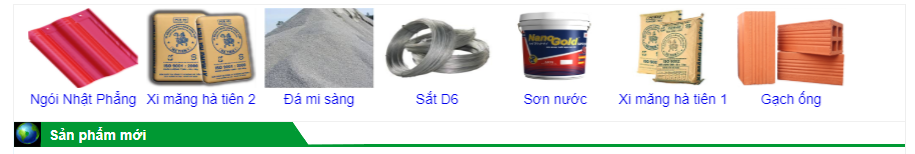 NanoGold
Ngói Nhật Phẳng
Xi măng hà tiên 2
Đá mi sàng
Sắt D6
Sơn nước
Xi măng hà tiên 1
Gạch ống
Sản phẩm mới